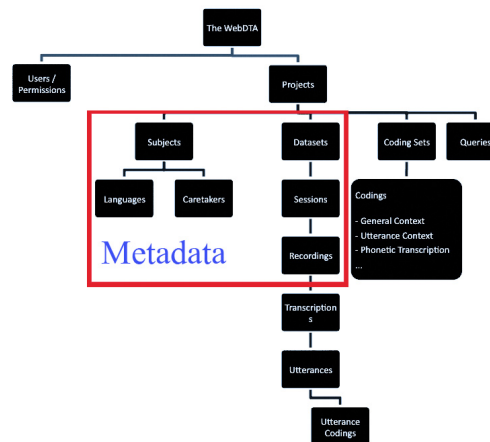 The WebDTA
Users /
Permissions
Projects
Subjects
Datasets
Coding Sets
Queries
Languages
Caretakers
Sessions
Codings
- General Context
- Utterance Context
- Phonetic Transcription
...
Metadata
Recordings
Transcription
s
Utterances
Utterance
Codings